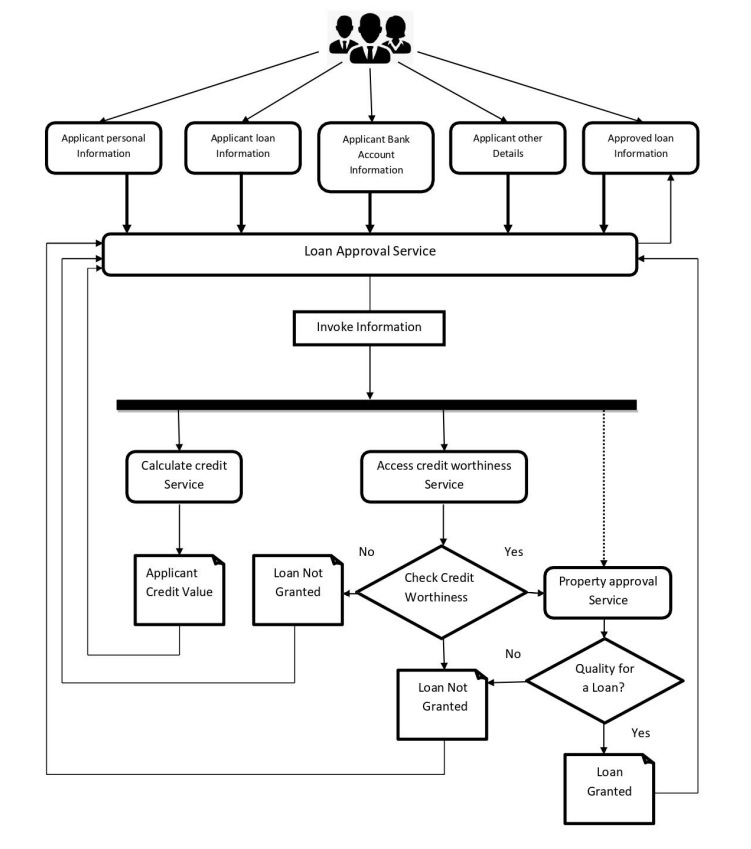 Applicant personal
Information
Applicant loan
Information
Applicant Bank
Account
Information
Applicant other
Details
Approved loan
Information
Loan Approval Service
Invoke Information
Calculate credit
Service
Access credit worthiness
Service
No
Yes
Applicant
Credit Value
Loan Not
Granted
Check Credit
Worthiness
Property approval
Service
No
Quality for
a Loan?
Loan Not
Granted
Yes
Loan
Granted